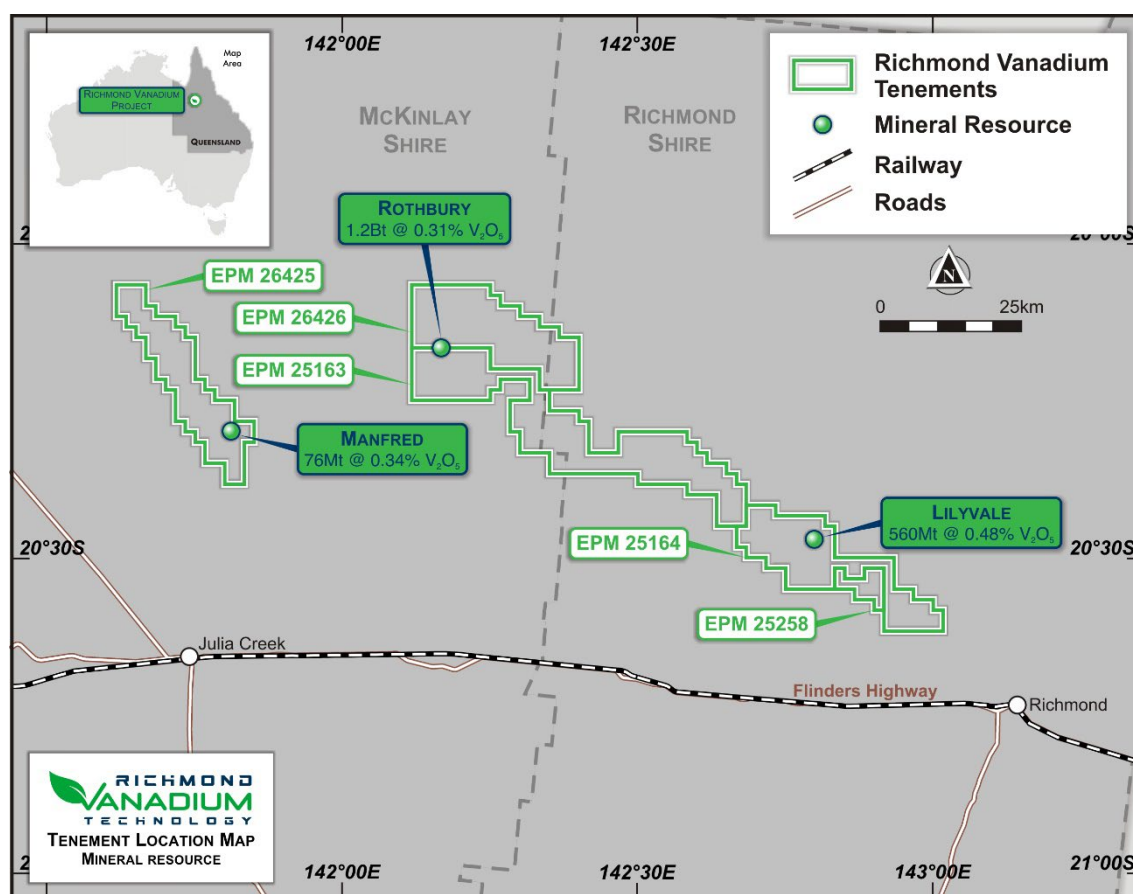 142°00E
142°30E
Map
Area
RICHMOND VANADIUM
PROJECT
QUEENSLAND
MCKINLAY
SHIRE
RICHMOND
SHIRE
Richmond Vanadium
Tenements
Mineral Resource
Railway
Roads
ROTHBURY
1.2Bt @ 0.31% V₂O₅
20°00S
N
0 25km
EPM 26425
EPM 26426
EPM 25163
MANFRED
76Mt @ 0.34% V₂O₅
LILYVALE
560Mt @ 0.48% V₂O₅
20°30S
20°30S
EPM 25164
EPM 25258
Julia Creek
Flinders Highway
Richmond
RICHMOND
VANADIUM
TECHNOLOGY
TENEMENT LOCATION MAP
MINERAL RESOURCE
142°00E
142°30E
143°00E
21°00S